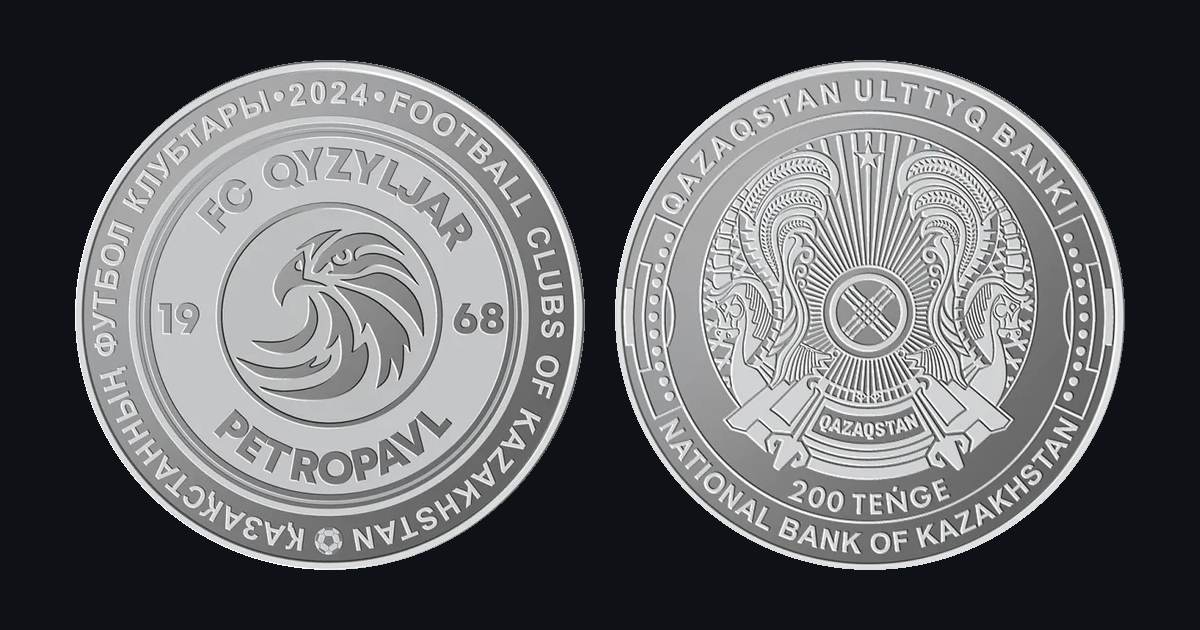 ҚАЗАҚСТАННЫҢ ФУТБОЛ КЛУБТАРЫ • 2024 • FOOTBALL CLUBS OF KAZAKHSTAN
FC QYZYLJAR
19 68
PETROPAVL
QAZAQSTAN ULTTYQ BANKI
QAZAQSTAN
200 TEŃGE
NATIONAL BANK OF KAZAKHSTAN